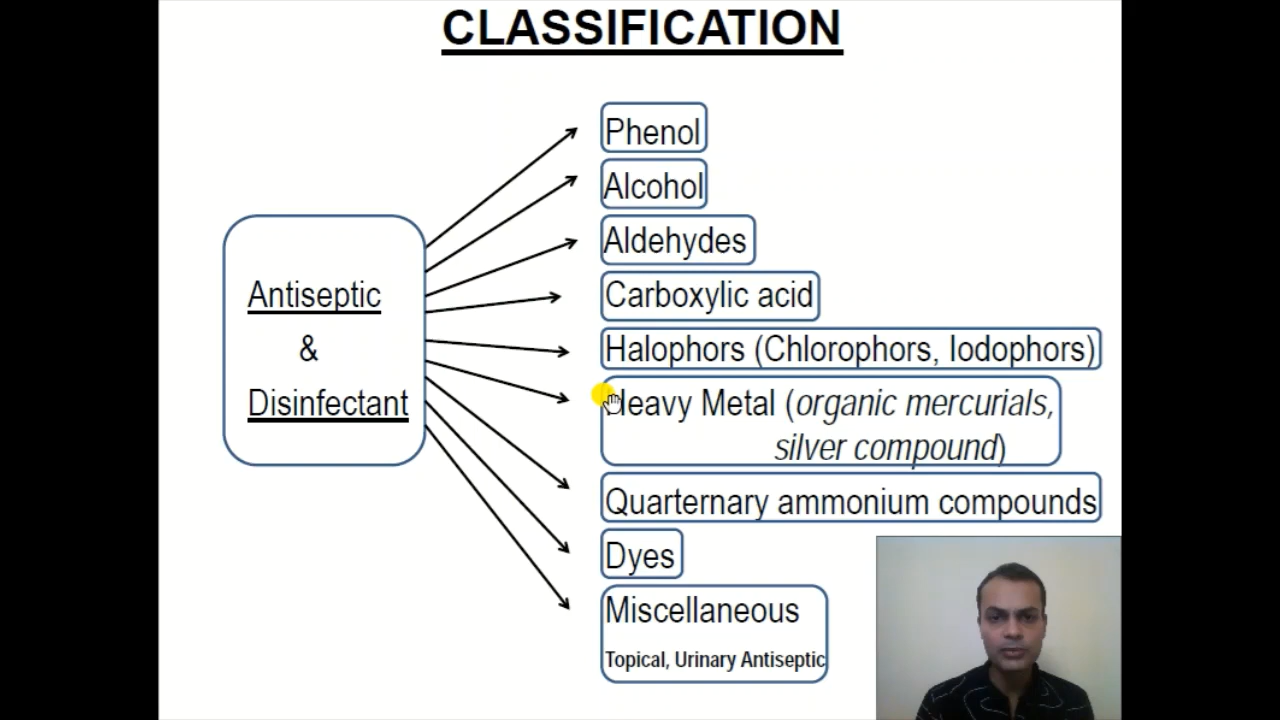 CLASSIFICATION
Antiseptic
&
Disinfectant
Phenol
Alcohol
Aldehydes
Carboxylic acid
Halophors (Chlorophors, Iodophors)
Heavy Metal (organic mercurials,
silver compound)
Quarternary ammonium compounds
Dyes
Miscellaneous
Topical, Urinary Antiseptic